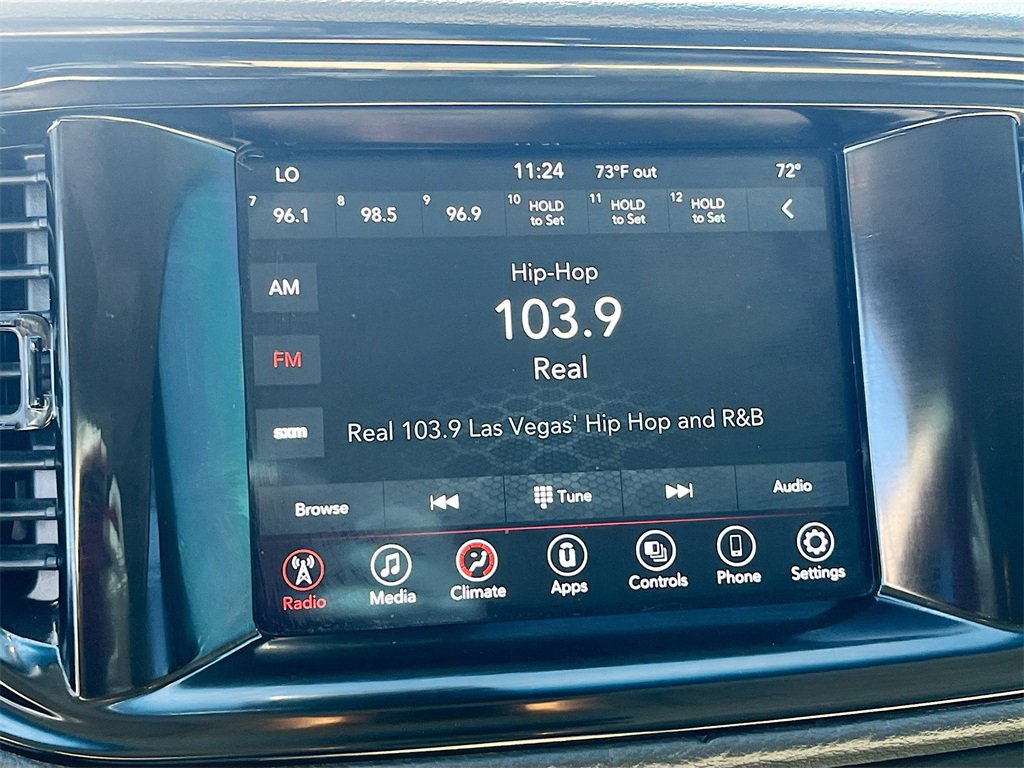 LO 11:24 73°F out 72°
7 96.1 8 98.5 9 96.9 10 HOLD to Set 11 HOLD to Set 12 HOLD to Set
Hip-Hop
AM
103.9
FM
Real
sxm
Real 103.9 Las Vegas' Hip Hop and R&B
Browse Tune Audio
Radio Media Climate Apps Controls Phone Settings